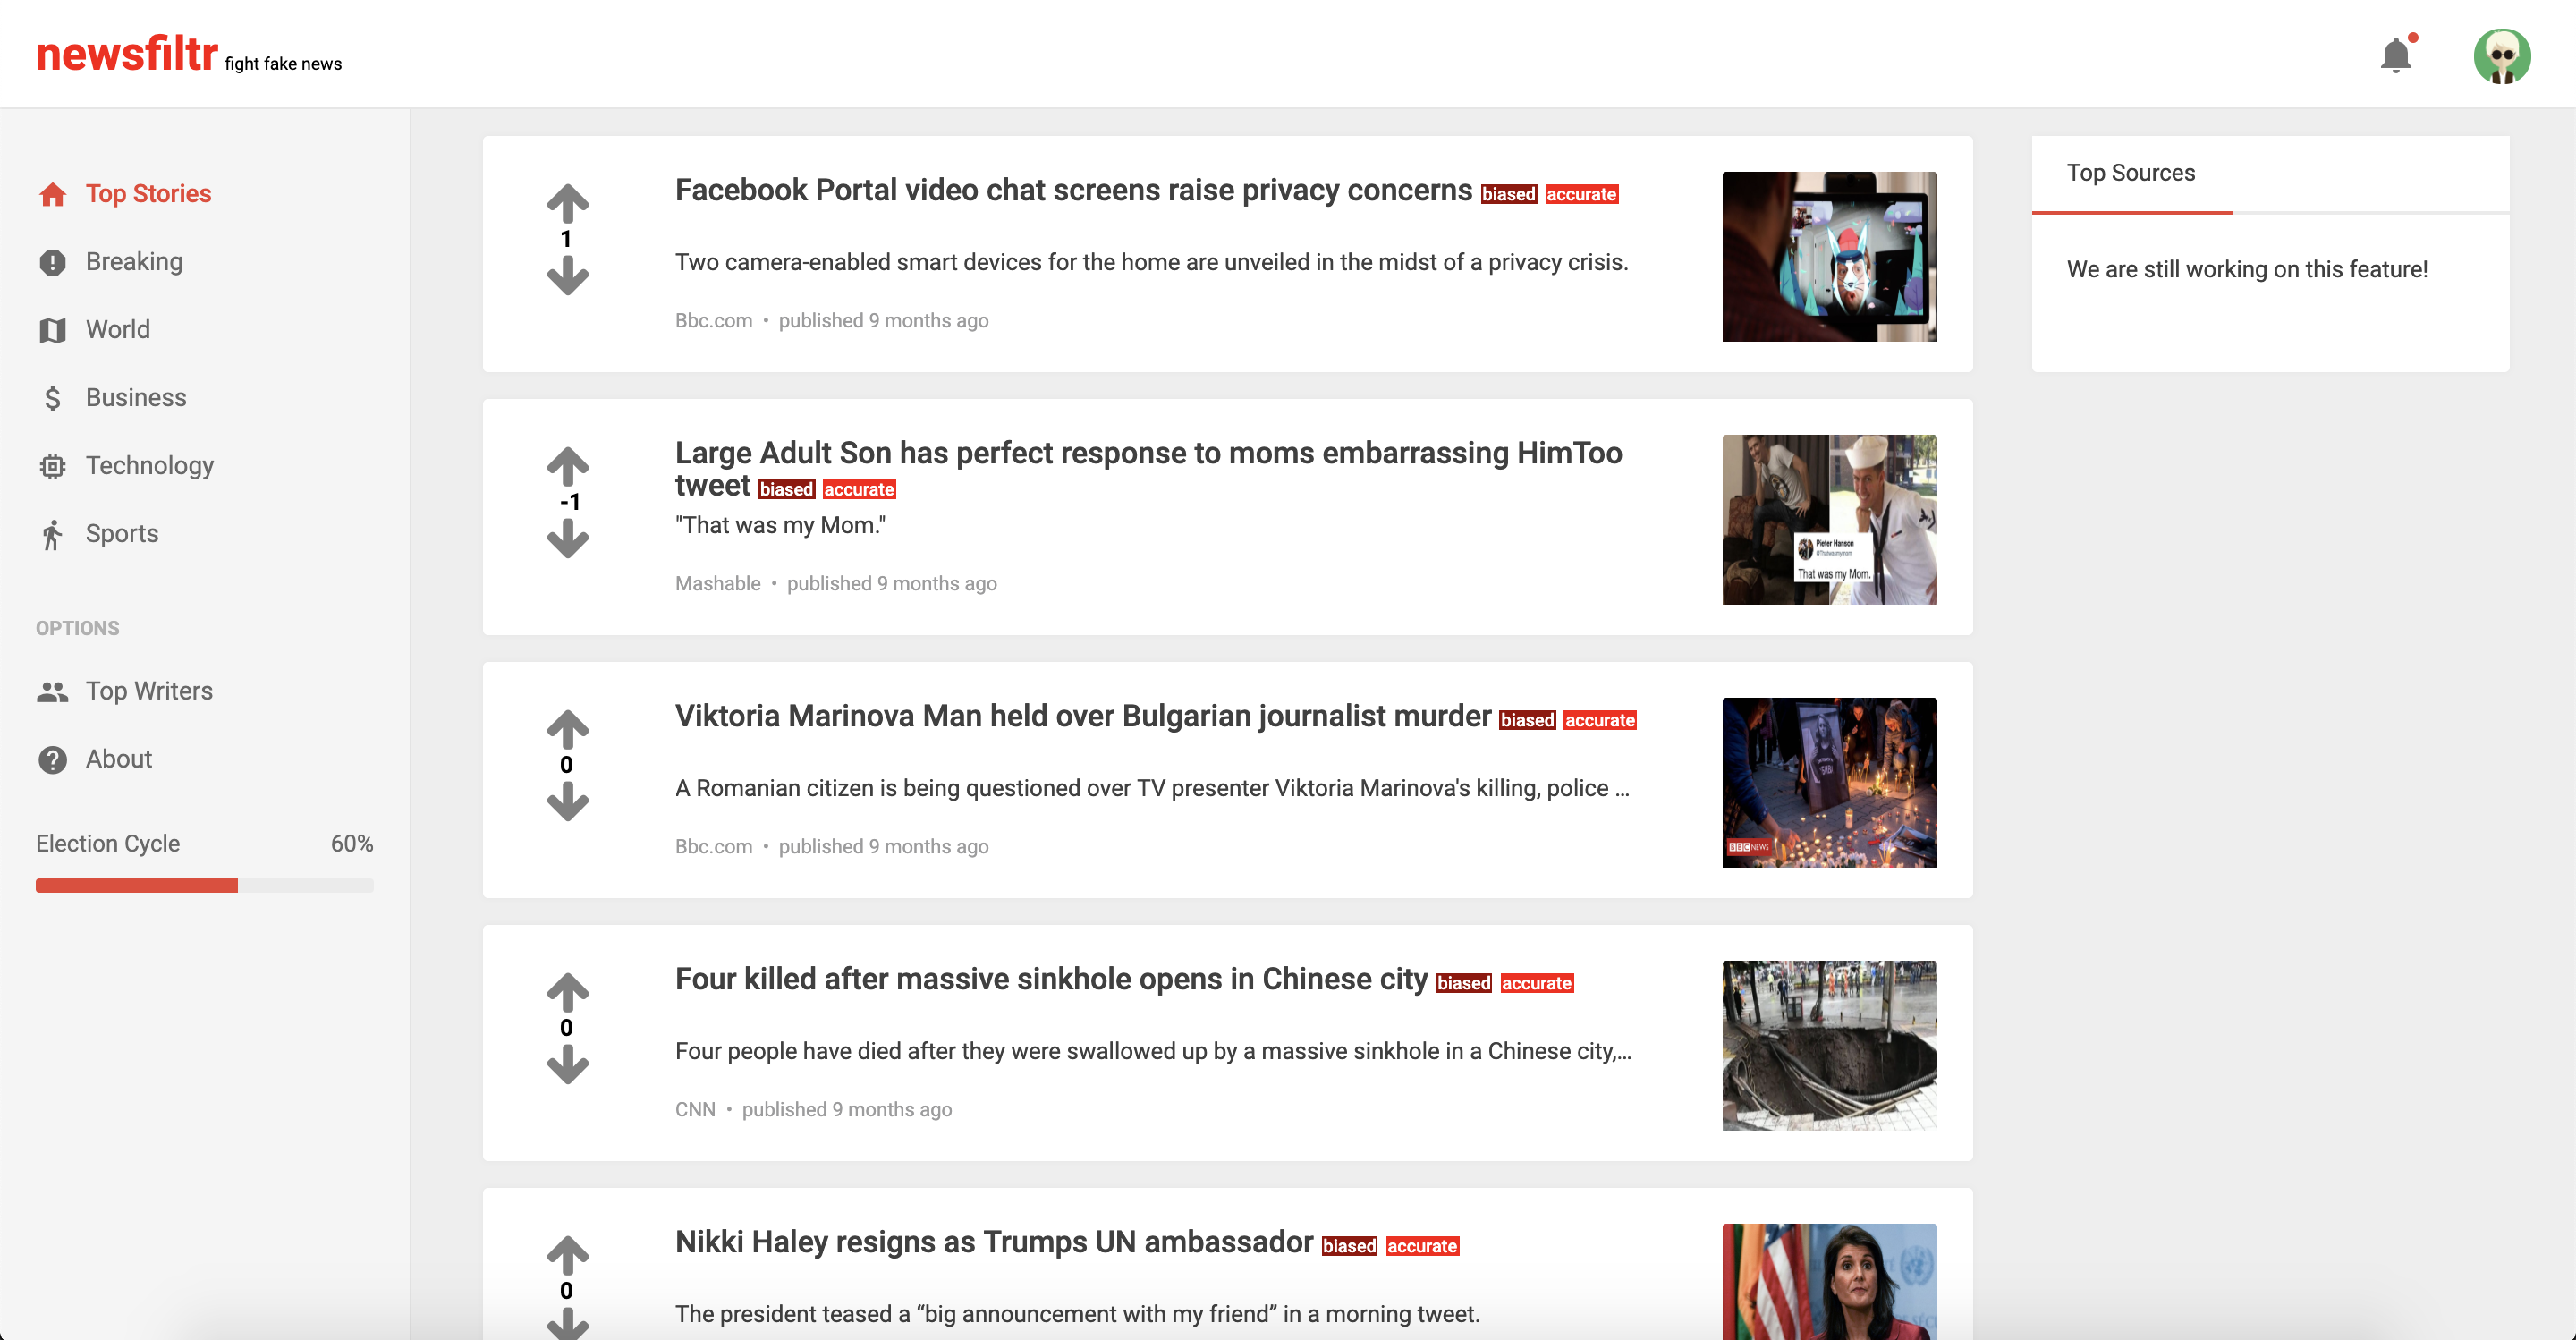 newsfiltr fight fake news
Top Stories
Breaking
World
Business
Technology
Sports
OPTIONS
Top Writers
About
Election Cycle 60%
Facebook Portal video chat screens raise privacy concerns biased accurate
1
Two camera-enabled smart devices for the home are unveiled in the midst of a privacy crisis.
Bbc.com • published 9 months ago
Large Adult Son has perfect response to moms embarrassing HimToo
tweet biased accurate
-1
"That was my Mom."
Mashable • published 9 months ago
Pieter Hanson
@Thatwasmymom
That was my Mom.
Viktoria Marinova Man held over Bulgarian journalist murder biased accurate
0
A Romanian citizen is being questioned over TV presenter Viktoria Marinova's killing, police ...
Bbc.com • published 9 months ago
BBC NEWS
Four killed after massive sinkhole opens in Chinese city biased accurate
0
Four people have died after they were swallowed up by a massive sinkhole in a Chinese city,...
CNN • published 9 months ago
Nikki Haley resigns as Trumps UN ambassador biased accurate
0
The president teased a “big announcement with my friend” in a morning tweet.
Top Sources
We are still working on this feature!